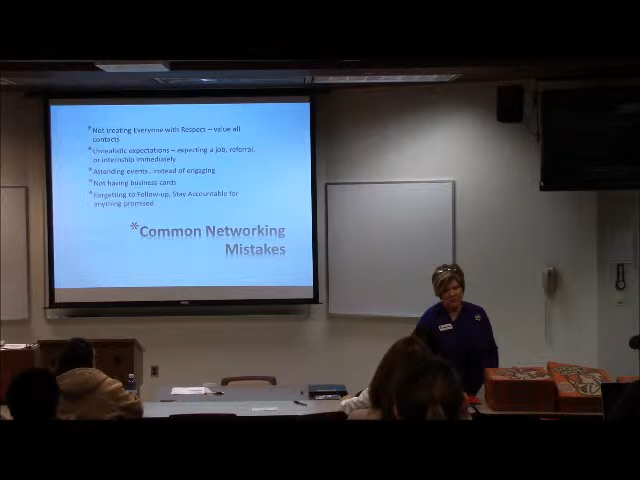 *Not treating Everyone with Respect – value all
contacts
*Unrealistic expectations – expecting a job, referral,
or internship immediately
*Attending events...instead of engaging
*Not having business cards
*Forgetting to Follow-up, Stay Accountable for
anything promised
*Common Networking
Mistakes